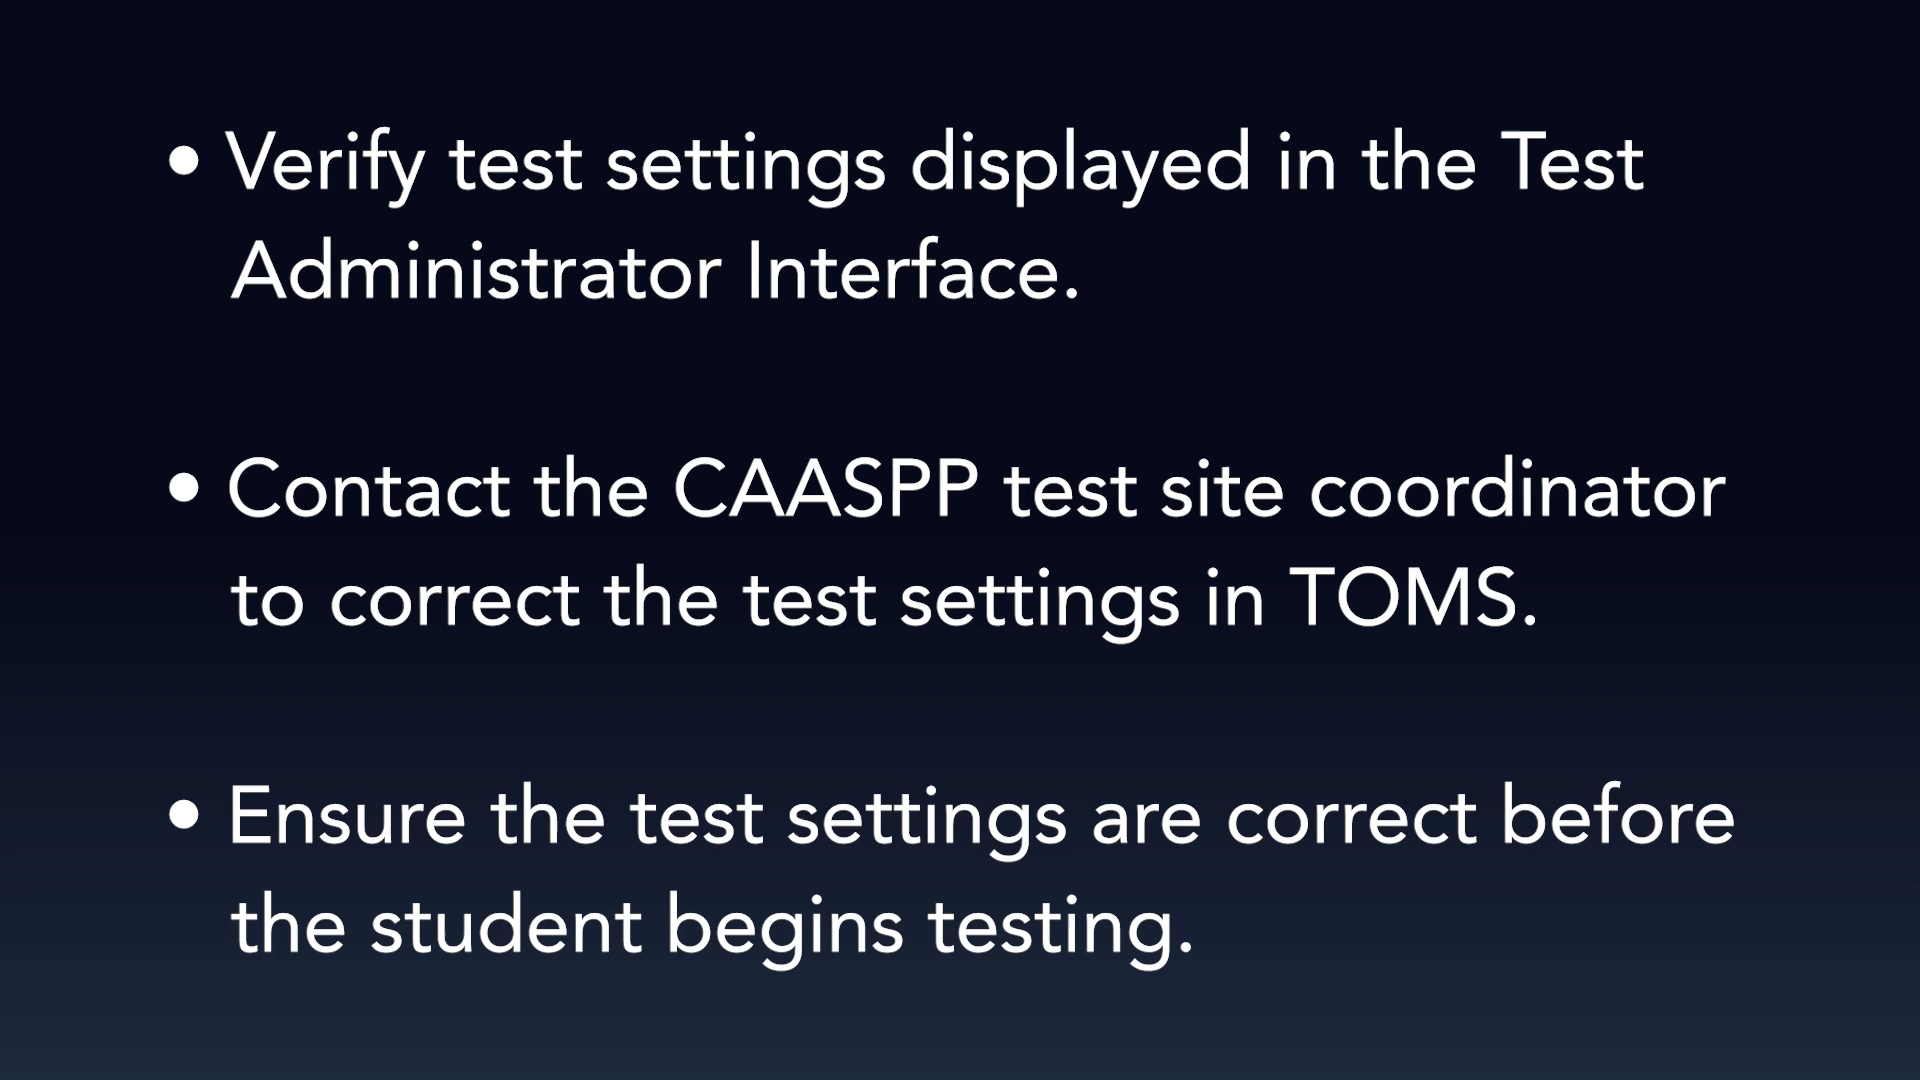 • Verify test settings displayed in the Test
Administrator Interface.
• Contact the CAASPP test site coordinator
to correct the test settings in TOMS.
• Ensure the test settings are correct before
the student begins testing.